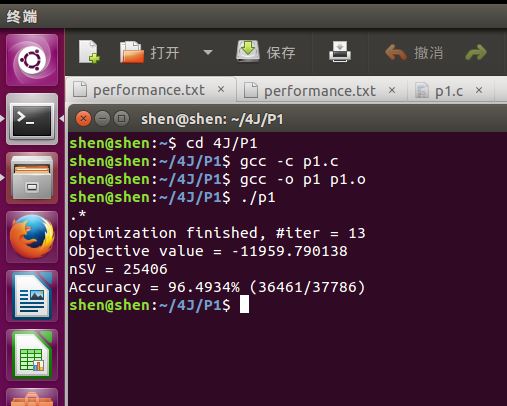 终端
打开
保存
撤消
performance.txt × performance.txt × p1.c ×
shen@shen: ~/4J/P1
shen@shen:~$ cd 4J/P1
shen@shen:~/4J/P1$ gcc -c p1.c
shen@shen:~/4J/P1$ gcc -o p1 p1.o
shen@shen:~/4J/P1$ ./p1
.*
optimization finished, #iter = 13
Objective value = -11959.790138
nSV = 25406
Accuracy = 96.4934% (36461/37786)
shen@shen:~/4J/P1$